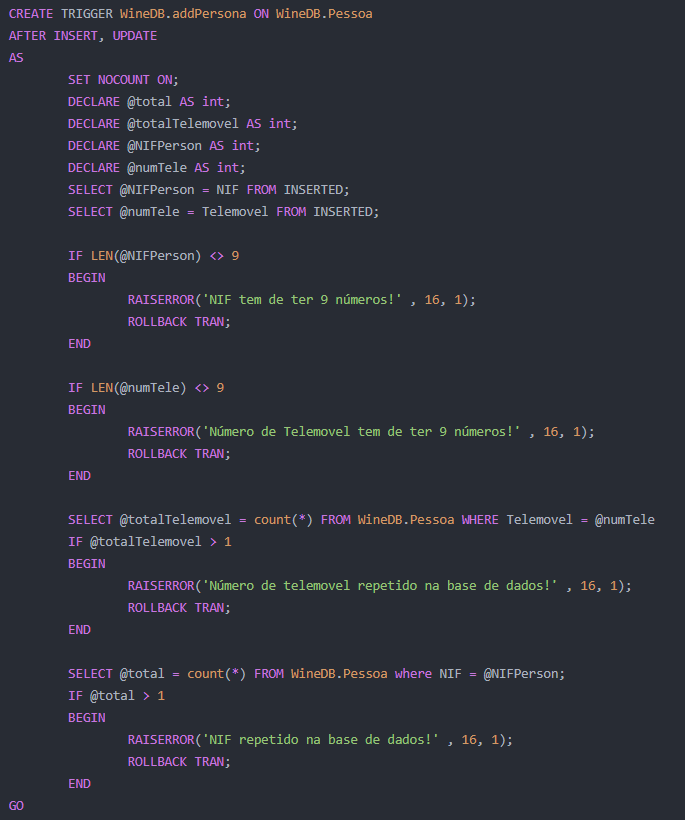 CREATE TRIGGER WineDB.addPersona ON WineDB.Pessoa
AFTER INSERT, UPDATE
AS
SET NOCOUNT ON;
DECLARE @total AS int;
DECLARE @totalTelemovel AS int;
DECLARE @NIFPerson AS int;
DECLARE @numTele AS int;
SELECT @NIFPerson = NIF FROM INSERTED;
SELECT @numTele = Telemovel FROM INSERTED;
IF LEN(@NIFPerson) <> 9
BEGIN
RAISERROR('NIF tem de ter 9 números!' , 16, 1);
ROLLBACK TRAN;
END
IF LEN(@numTele) <> 9
BEGIN
RAISERROR('Número de Telemovel tem de ter 9 números!' , 16, 1);
ROLLBACK TRAN;
END
SELECT @totalTelemovel = count(*) FROM WineDB.Pessoa WHERE Telemovel = @numTele
IF @totalTelemovel > 1
BEGIN
RAISERROR('Número de telemovel repetido na base de dados!' , 16, 1);
ROLLBACK TRAN;
END
SELECT @total = count(*) FROM WineDB.Pessoa where NIF = @NIFPerson;
IF @total > 1
BEGIN
RAISERROR('NIF repetido na base de dados!' , 16, 1);
ROLLBACK TRAN;
END
GO